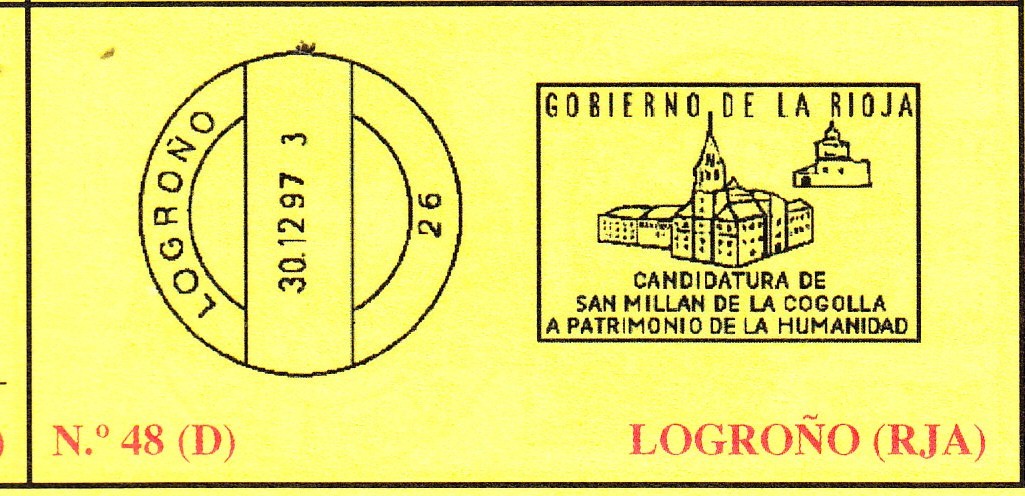 LOGROÑO
30.12 97 3
26
GOBIERNO DE LA RIOJA
CANDIDATURA DE
SAN MILLAN DE LA COGOLLA
A PATRIMONIO DE LA HUMANIDAD
)
N.º 48 (D)
LOGROÑO (RJA)